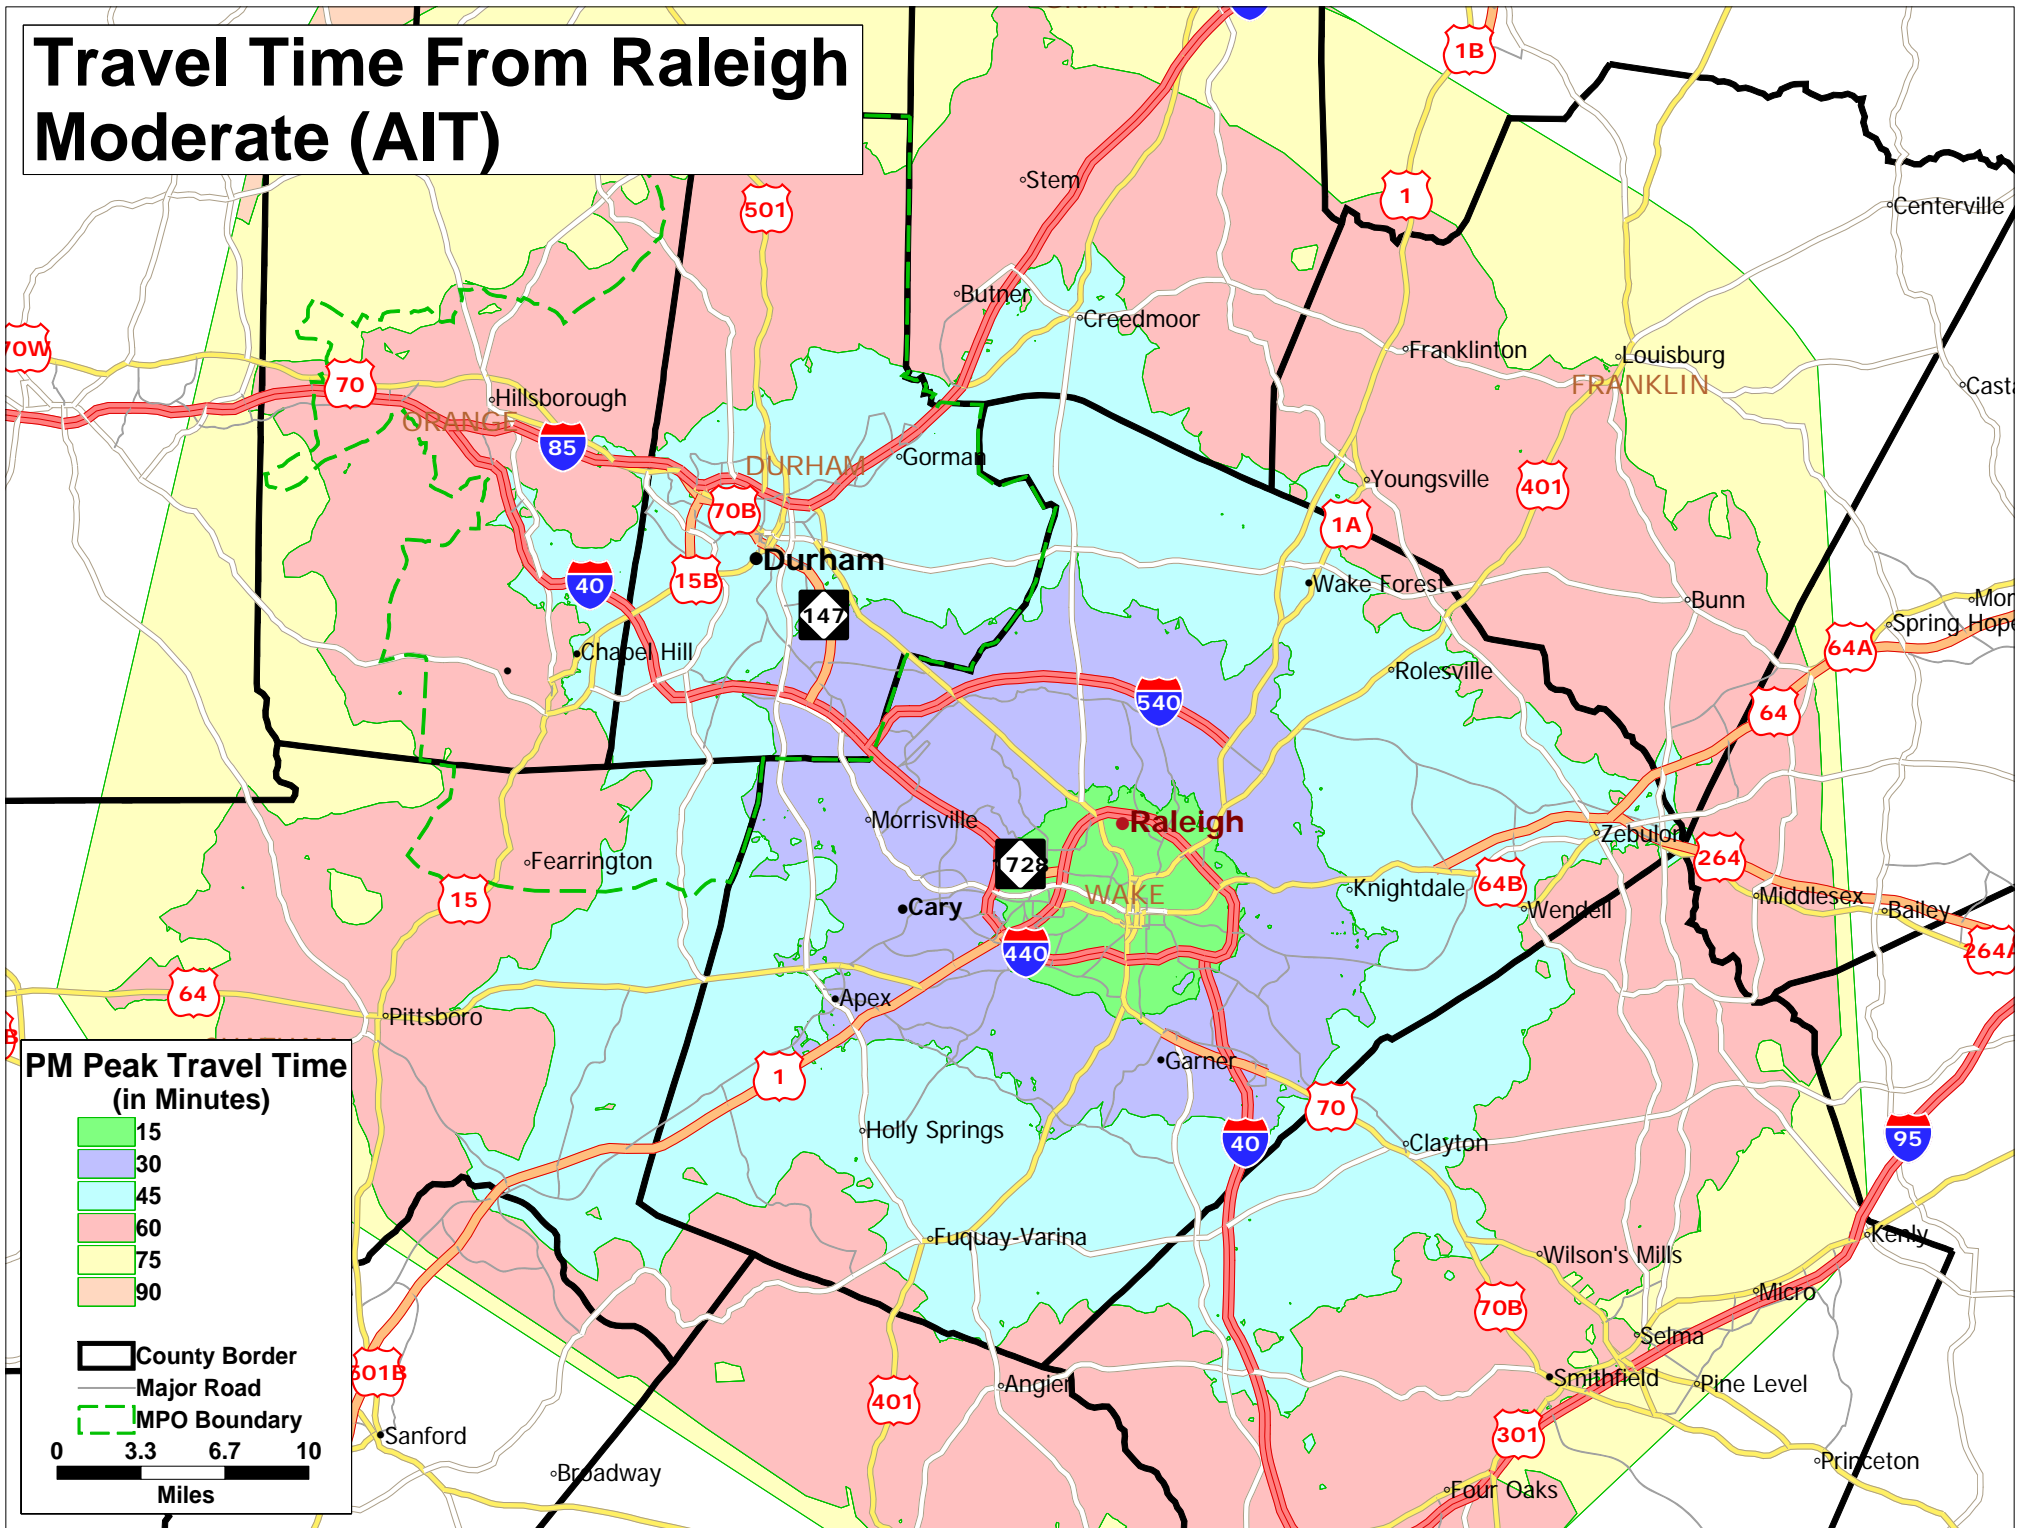 Travel Time From Raleigh
Moderate (AIT)
1B
1
501
Stem
Centerville
Butner
Creedmoor
Franklinton
Louisburg
FRANKLIN
70W
70
Hillsborough
ORANGE
85
DURHAM
Gorman
Youngsville
401
70B
1A
Durham
40
15B
147
Wake Forest
Bunn
Spring Hope
64A
Chapel Hill
Rolesville
540
64
Morrisville
Raleigh
Zebulon
Fearrington
1728
WAKE
264
15
Cary
Knightdale
64B
Wendell
Middlesex
Bailey
440
264A
64
Apex
Pittsboro
Garner
1
70
40
Clayton
95
Holly Springs
Fuquay-Varina
Wilson's Mills
Kenly
70B
Micro
Selma
Smithfield
Pine Level
Angier
401
501B
301
Sanford
Broadway
Princeton
Four Oaks
PM Peak Travel Time
(in Minutes)
15
30
45
60
75
90
County Border
Major Road
MPO Boundary
0 3.3 6.7 10
Miles